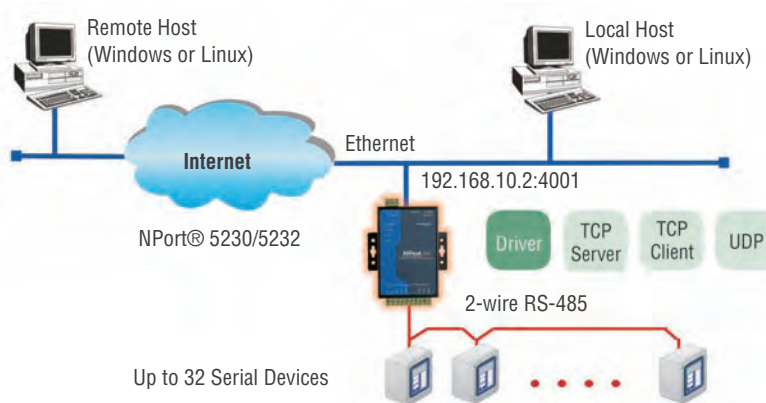 Remote Host
(Windows or Linux)
Local Host
(Windows or Linux)
Internet
Ethernet
192.168.10.2:4001
NPort® 5230/5232
Driver
TCP
Server
TCP
Client
UDP
2-wire RS-485
Up to 32 Serial Devices